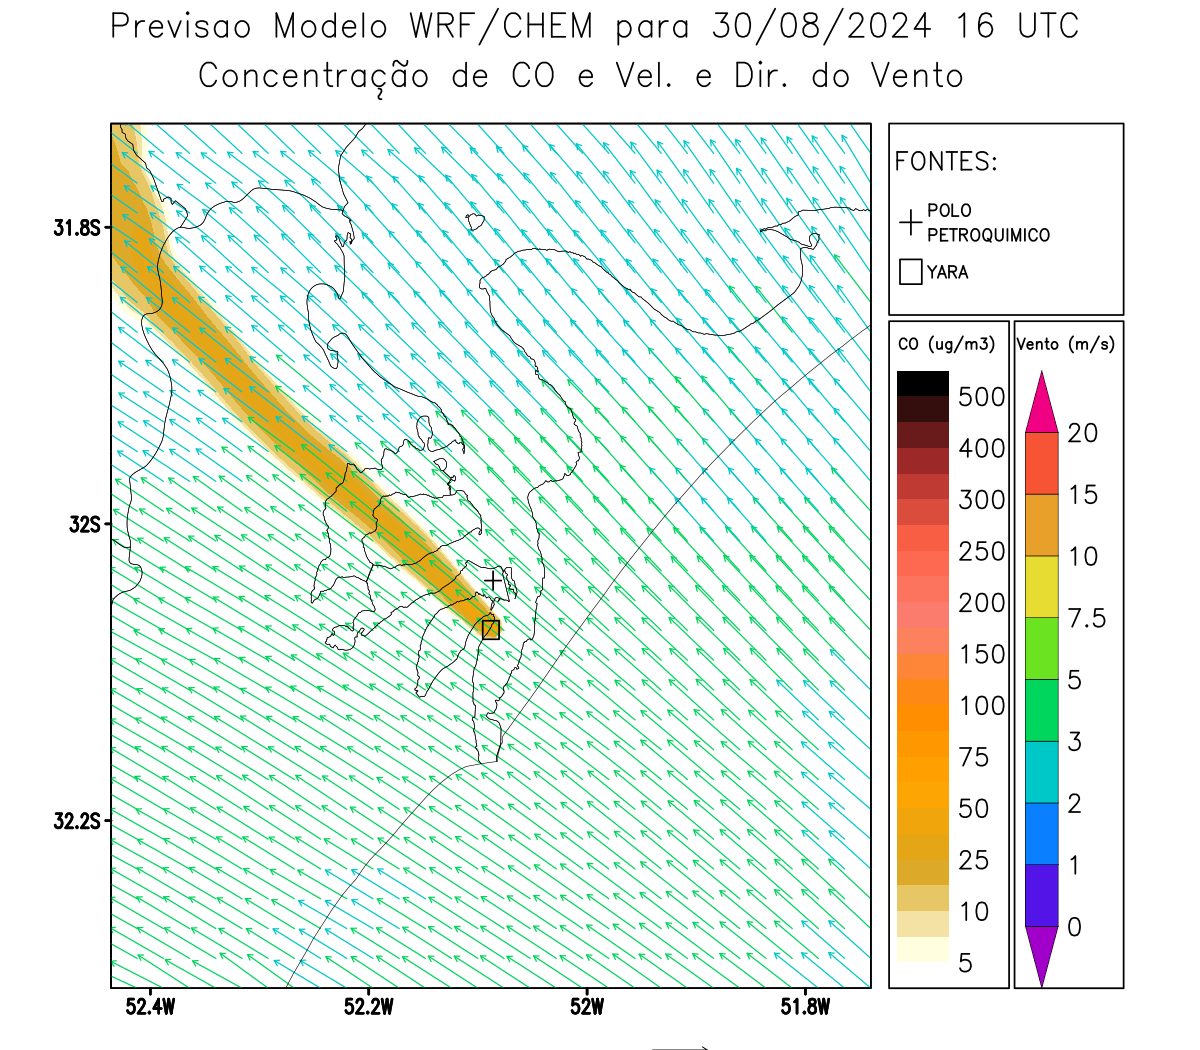 Previsao Modelo WRF/CHEM para 30/08/2024 16 UTC
Concentração de CO e Vel. e Dir. do Vento
FONTES:
POLO
PETROQUIMICO
YARA
CO (ug/m3)
500
400
300
250
200
150
100
75
50
25
10
5
Vento (m/s)
20
15
10
7.5
5
3
2
1
0
31.8S
32S
32.2S
52.4W
52.2W
52W
51.8W